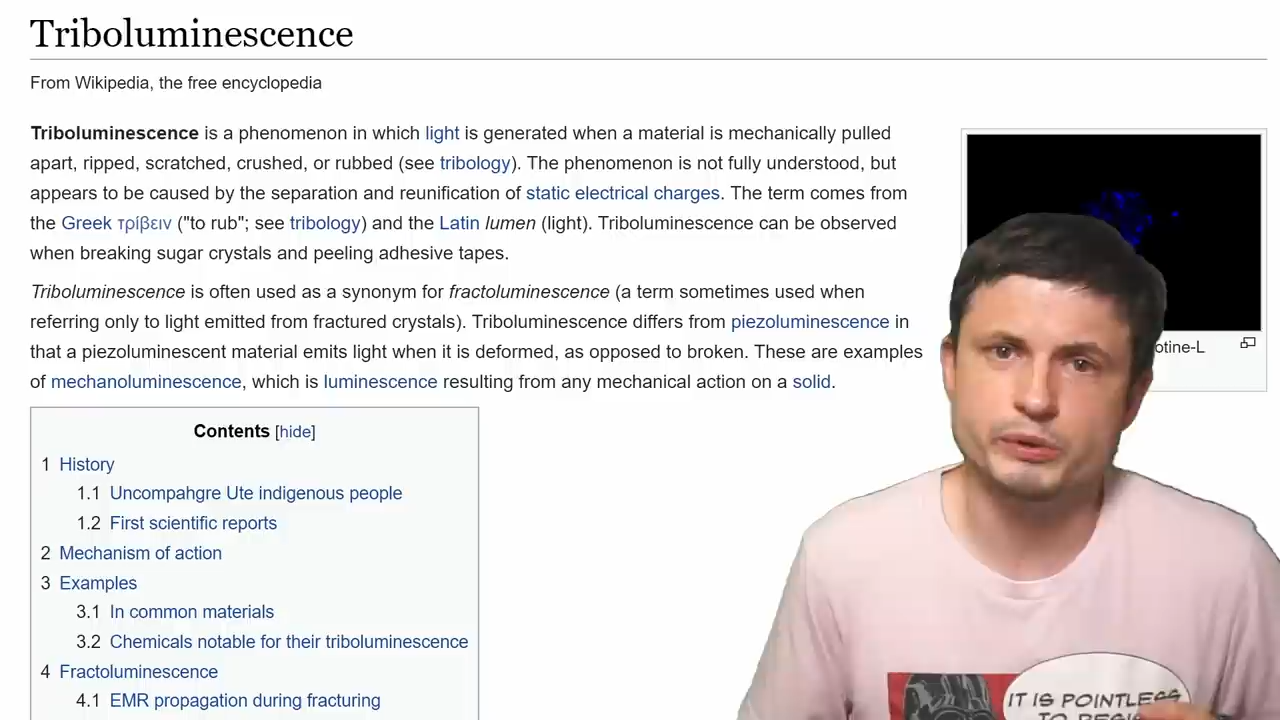 Triboluminescence
From Wikipedia, the free encyclopedia
Triboluminescence is a phenomenon in which light is generated when a material is mechanically pulled
apart, ripped, scratched, crushed, or rubbed (see tribology). The phenomenon is not fully understood, but
appears to be caused by the separation and reunification of static electrical charges. The term comes from
the Greek τρίβειν ("to rub"; see tribology) and the Latin lumen (light). Triboluminescence can be observed
when breaking sugar crystals and peeling adhesive tapes.
Triboluminescence is often used as a synonym for fractoluminescence (a term sometimes used when
referring only to light emitted from fractured crystals). Triboluminescence differs from piezoluminescence in
that a piezoluminescent material emits light when it is deformed, as opposed to broken. These are examples
of mechanoluminescence, which is luminescence resulting from any mechanical action on a solid.
otine-L
Contents [hide]
1 History
1.1 Uncompahgre Ute indigenous people
1.2 First scientific reports
2 Mechanism of action
3 Examples
3.1 In common materials
3.2 Chemicals notable for their triboluminescence
4 Fractoluminescence
4.1 EMR propagation during fracturing
IT IS POINTLESS
TO